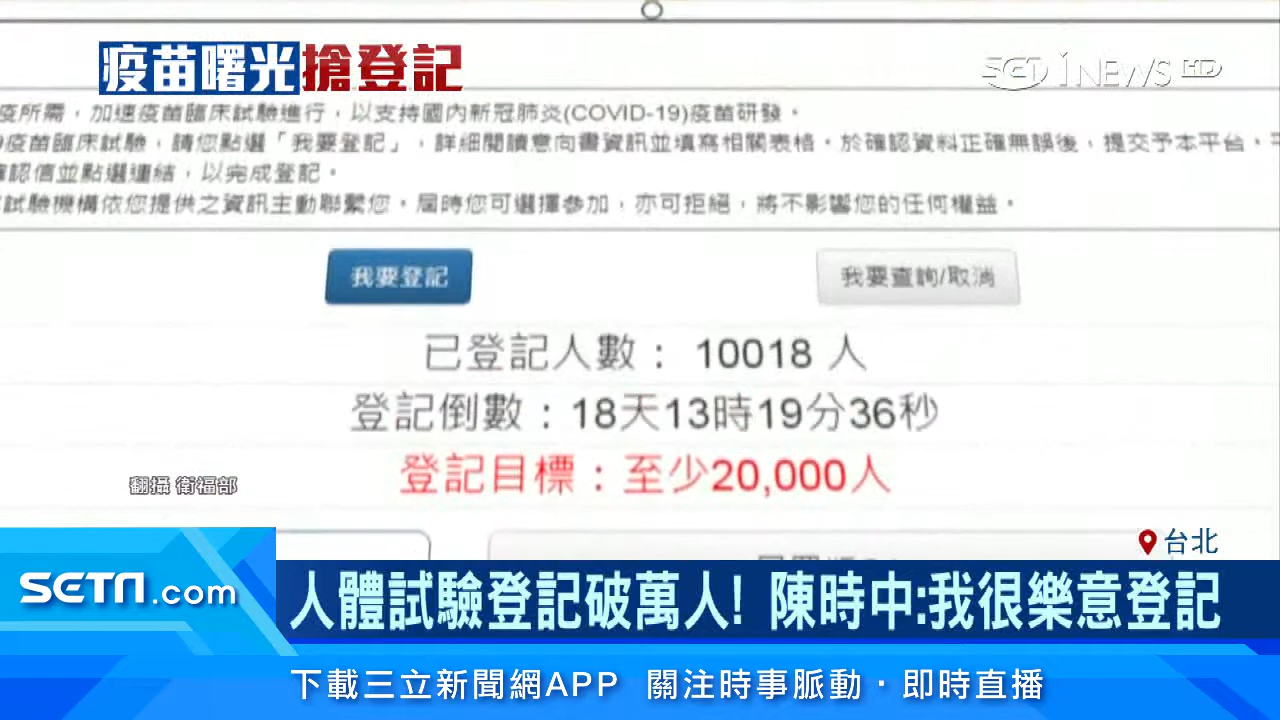 疫苗曙光搶登記
SET iNEWS HD
疫所需，加速疫苗臨床試驗進行，以支持國內新冠肺炎(COVID-19)疫苗研發。
疫苗臨床試驗，請您點選「我要登記」，詳細閱讀意向書資訊並填寫相關表格。於確認資料正確無誤後，提交予本平台。
確認信並點選連結，以完成登記。
試驗機構依您提供之資訊主動聯繫您。屆時您可選擇參加，亦可拒絕，將不影響您的任何權益。
我要登記 我要查詢/取消
已登記人數： 10018 人
登記倒數：18天13時19分36秒
登記目標：至少20,000人
翻攝 衛福部
台北
SETN.com
人體試驗登記破萬人! 陳時中:我很樂意登記
下載三立新聞網APP 關注時事脈動・即時直播